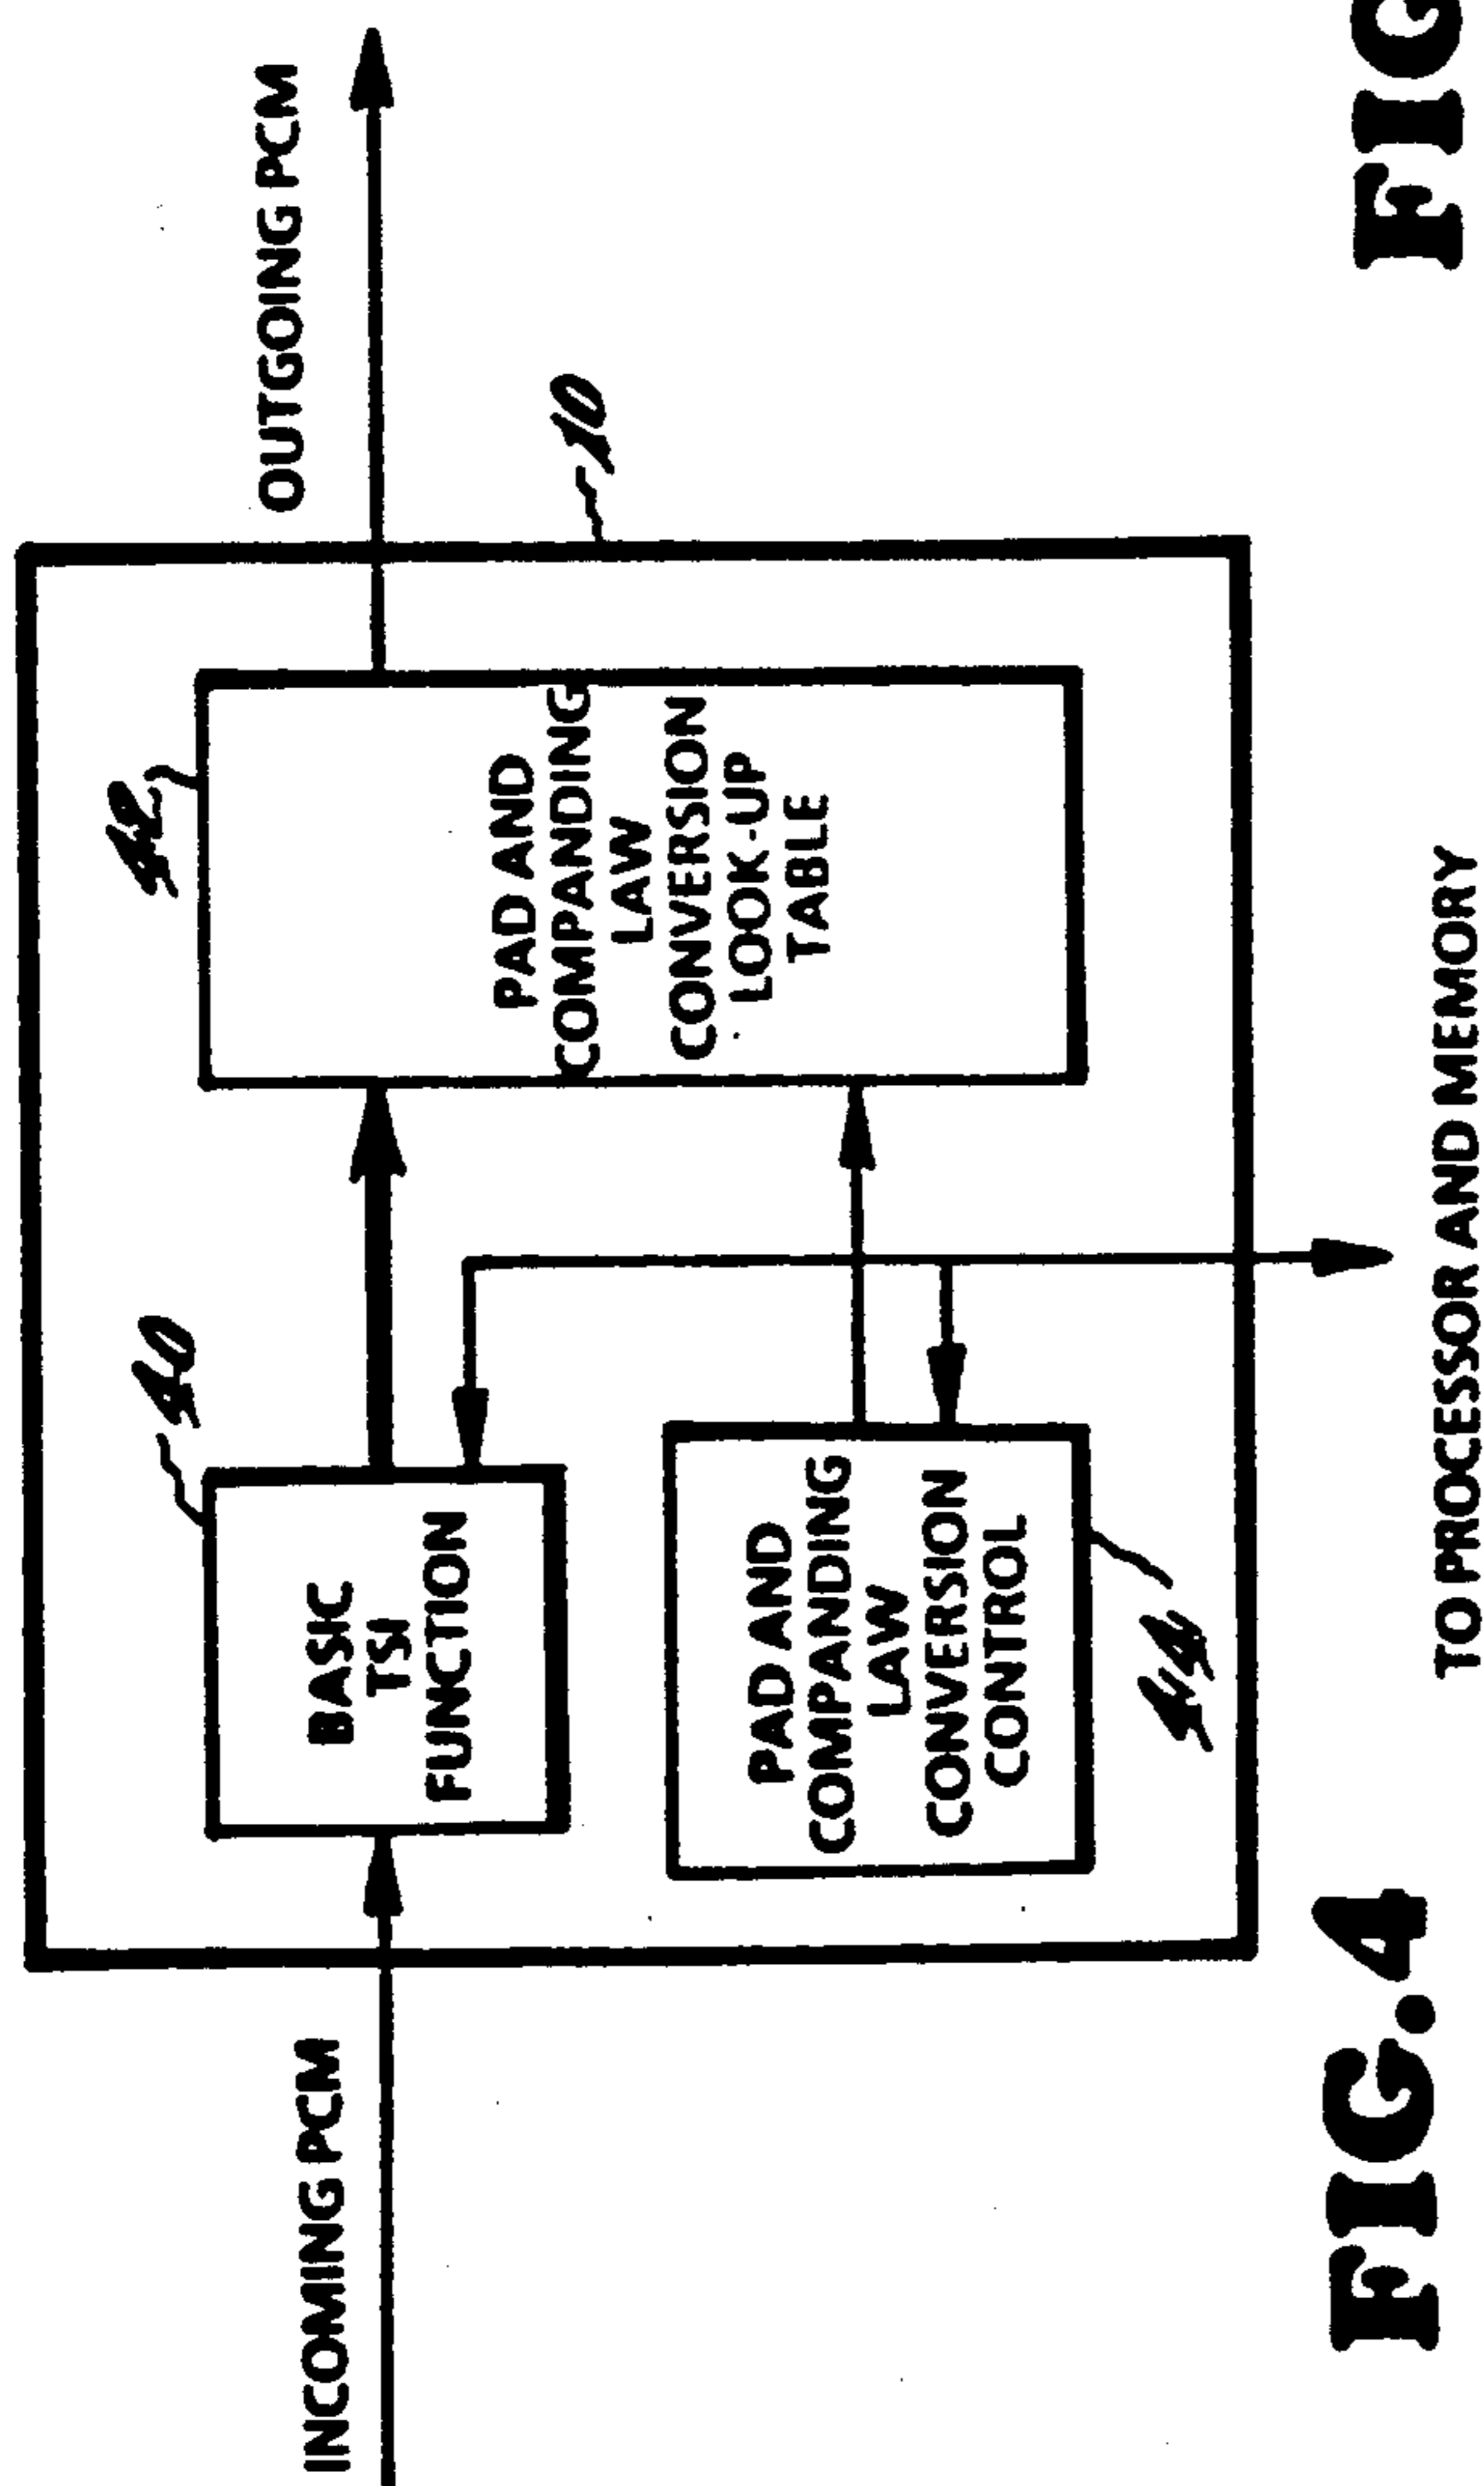 INCOMING PCM
40
BASIC
TSI
FUNCTION
42
PAD AND
COMPANDING
LAW
CONVERSION
LOOK-UP
TABLE
OUTGOING PCM
10
PAD AND
COMPANDING
LAW
CONVERSION
CONTROL
44
TO PROCESSOR AND MEMORY
FIG. 4
FIG